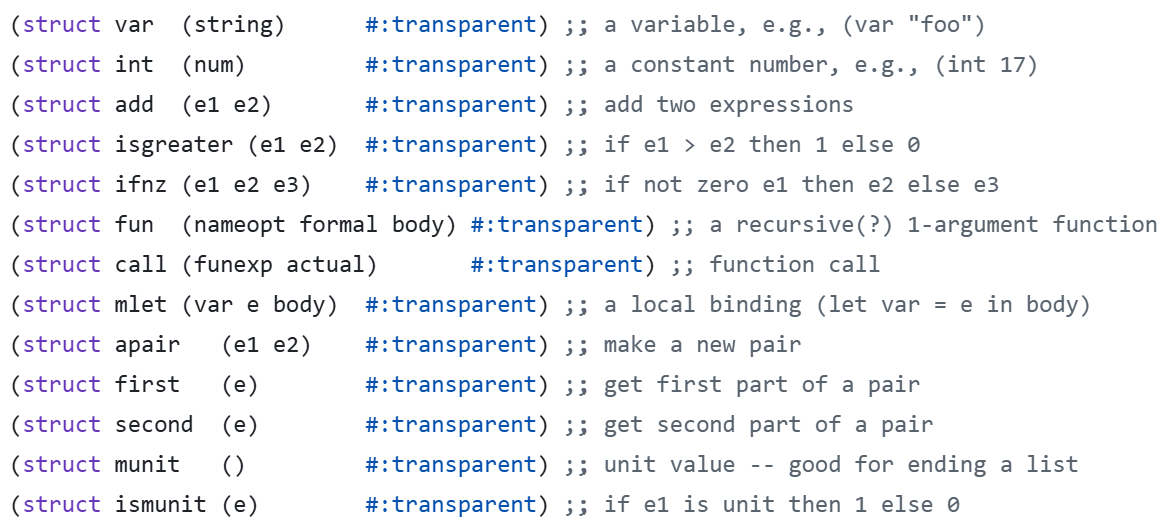 (struct var  (string)      #:transparent) ;; a variable, e.g., (var "foo")
(struct int  (num)         #:transparent) ;; a constant number, e.g., (int 17)
(struct add  (e1 e2)       #:transparent) ;; add two expressions
(struct isgreater (e1 e2)  #:transparent) ;; if e1 > e2 then 1 else 0
(struct ifnz (e1 e2 e3)    #:transparent) ;; if not zero e1 then e2 else e3
(struct fun  (nameopt formal body) #:transparent) ;; a recursive(?) 1-argument function
(struct call (funexp actual)       #:transparent) ;; function call
(struct mlet (var e body)  #:transparent) ;; a local binding (let var = e in body)
(struct apair   (e1 e2)    #:transparent) ;; make a new pair
(struct first   (e)        #:transparent) ;; get first part of a pair
(struct second  (e)        #:transparent) ;; get second part of a pair
(struct munit   ()         #:transparent) ;; unit value -- good for ending a list
(struct ismunit (e)        #:transparent) ;; if e1 is unit then 1 else 0